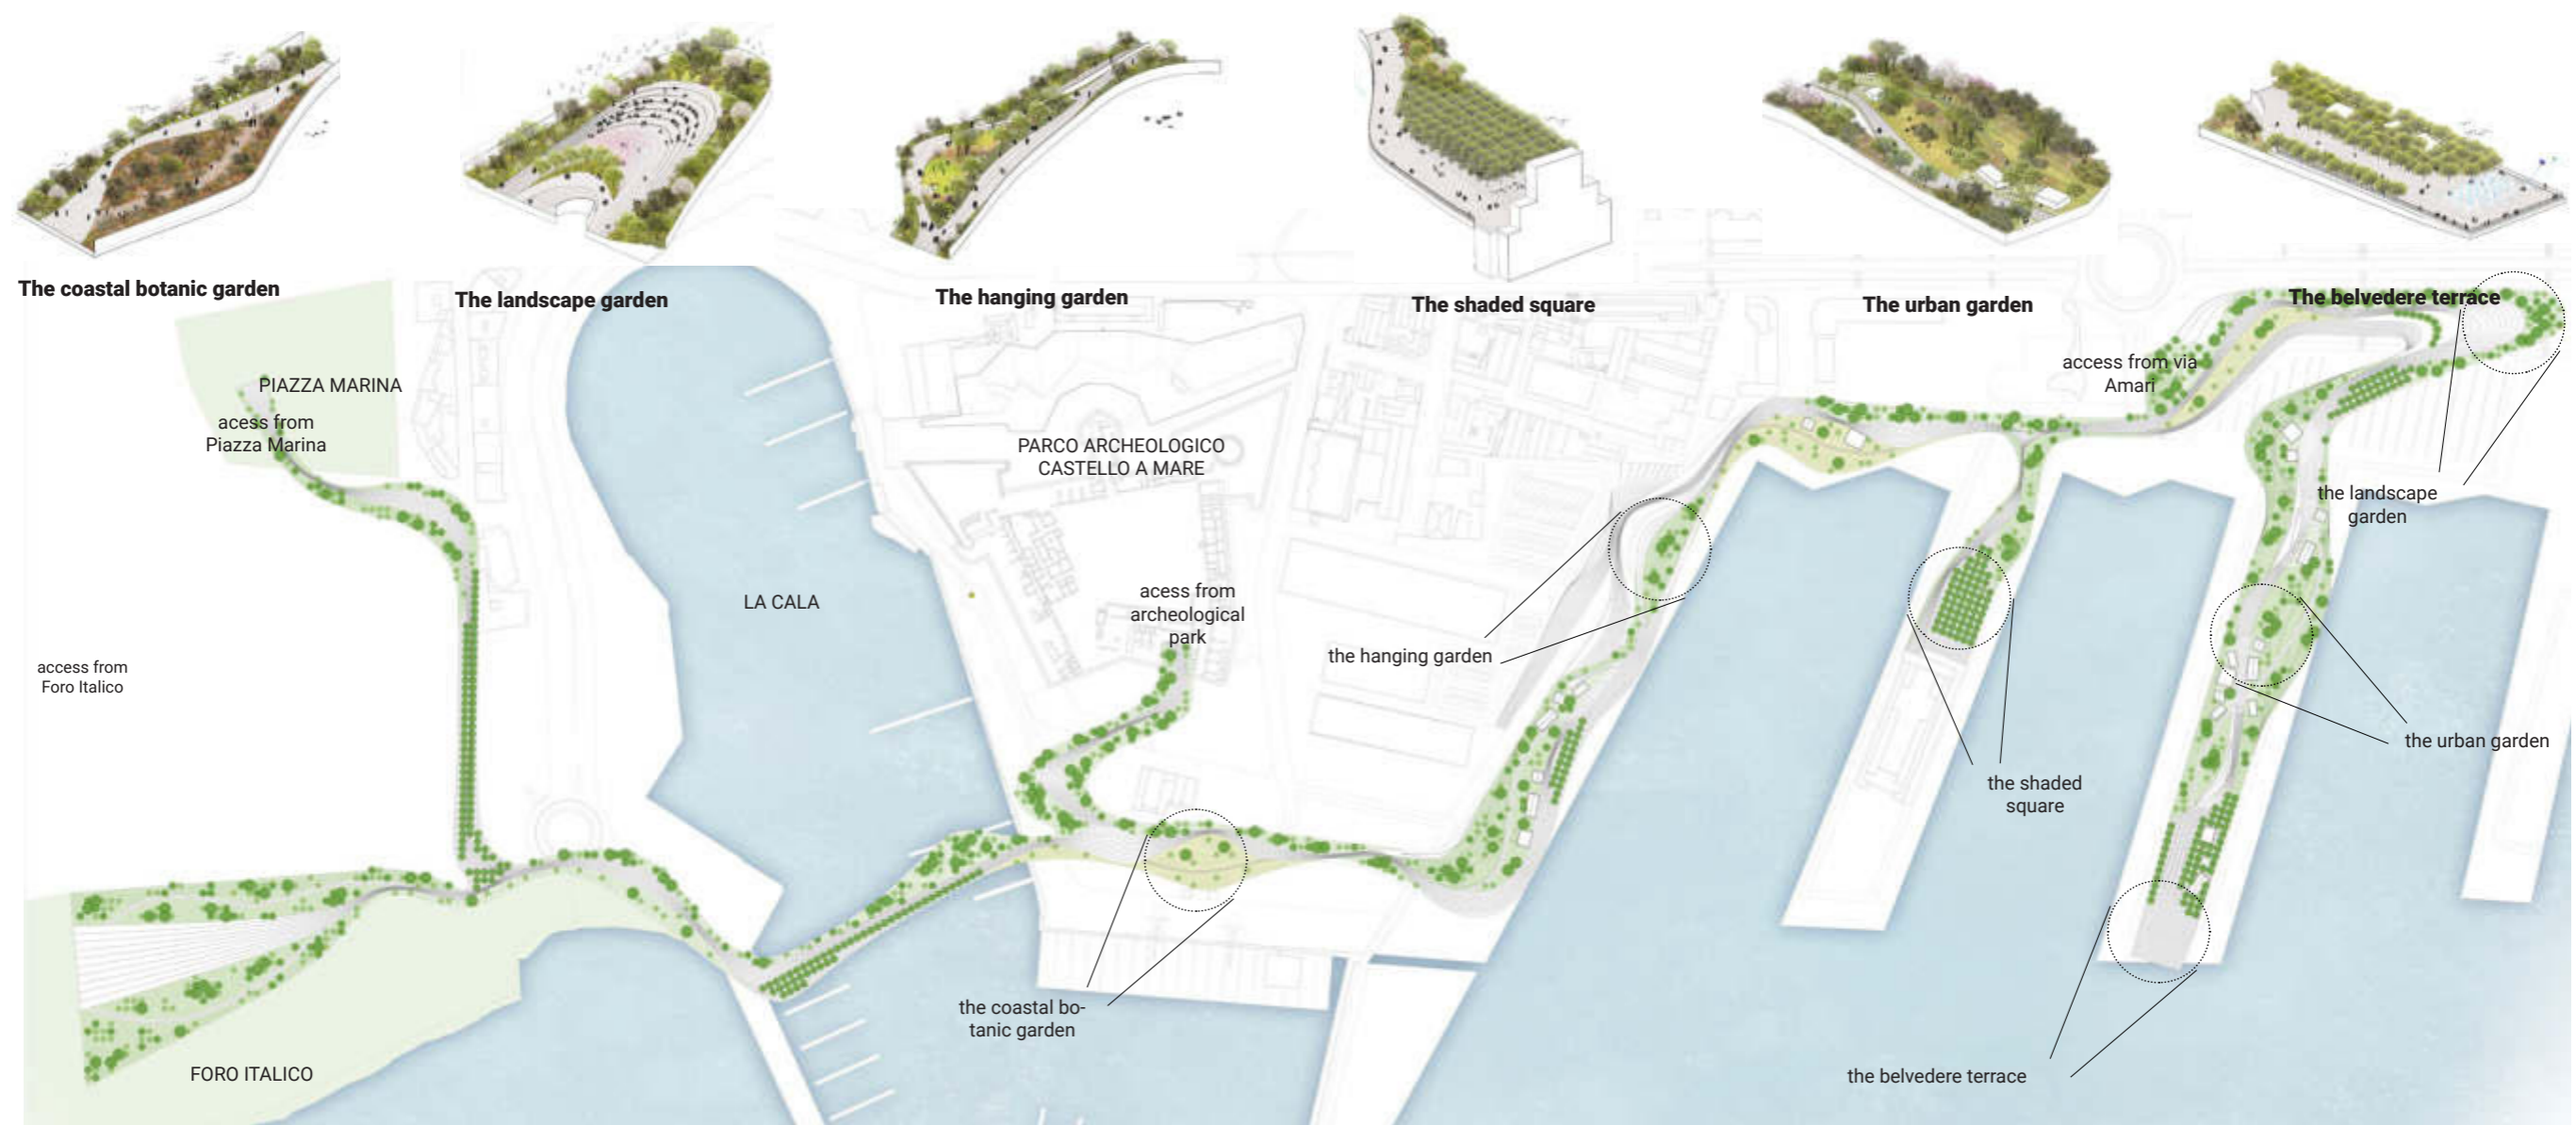 The coastal botanic garden
The landscape garden
The hanging garden
The shaded square
The urban garden
The belvedere terrace
PIAZZA MARINA
acess from
Piazza Marina
access from
Foro Italico
FORO ITALICO
LA CALA
PARCO ARCHEOLOGICO
CASTELLO A MARE
acess from
archeological
park
the coastal bo-
tanic garden
the hanging garden
access from via
Amari
the shaded
square
the landscape
garden
the urban garden
the belvedere terrace